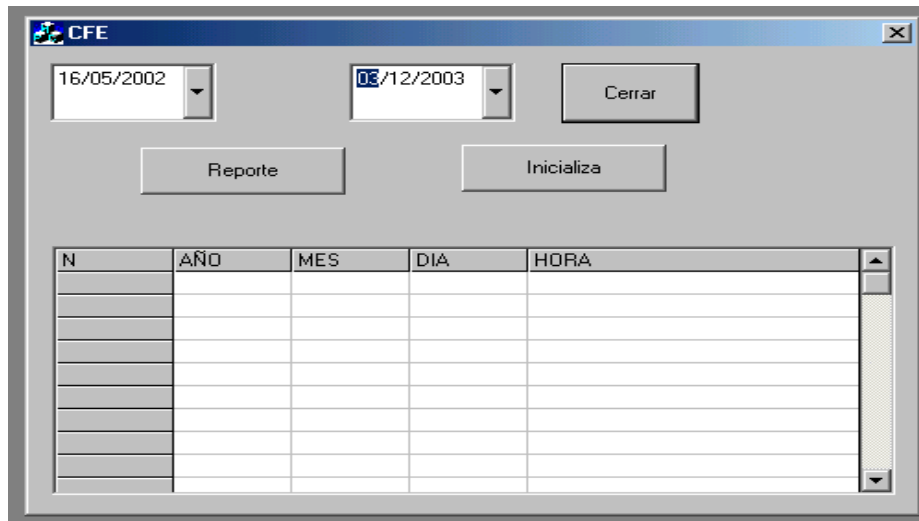 CFE
16/05/2002 03/12/2003 Cerrar
Reporte Inicializa
N AÑO MES DIA HORA